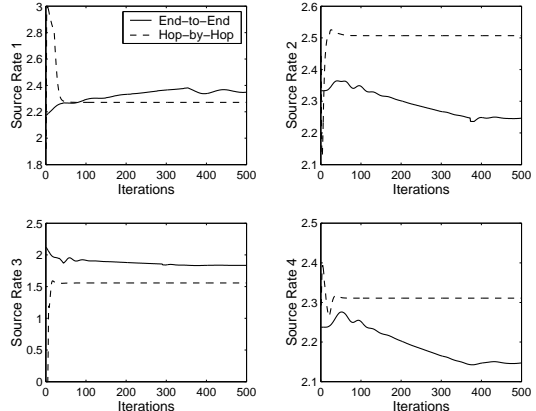 Source Rate 1
3
2.8
2.6
2.4
2.2
2
1.8
0 100 200 300 400 500
Iterations
End−to−End
Hop−by−Hop
Source Rate 2
2.6
2.5
2.4
2.3
2.2
2.1
0 100 200 300 400 500
Iterations
Source Rate 3
2.5
2
1.5
1
0.5
0
0 100 200 300 400 500
Iterations
Source Rate 4
2.5
2.4
2.3
2.2
2.1
0 100 200 300 400 500
Iterations